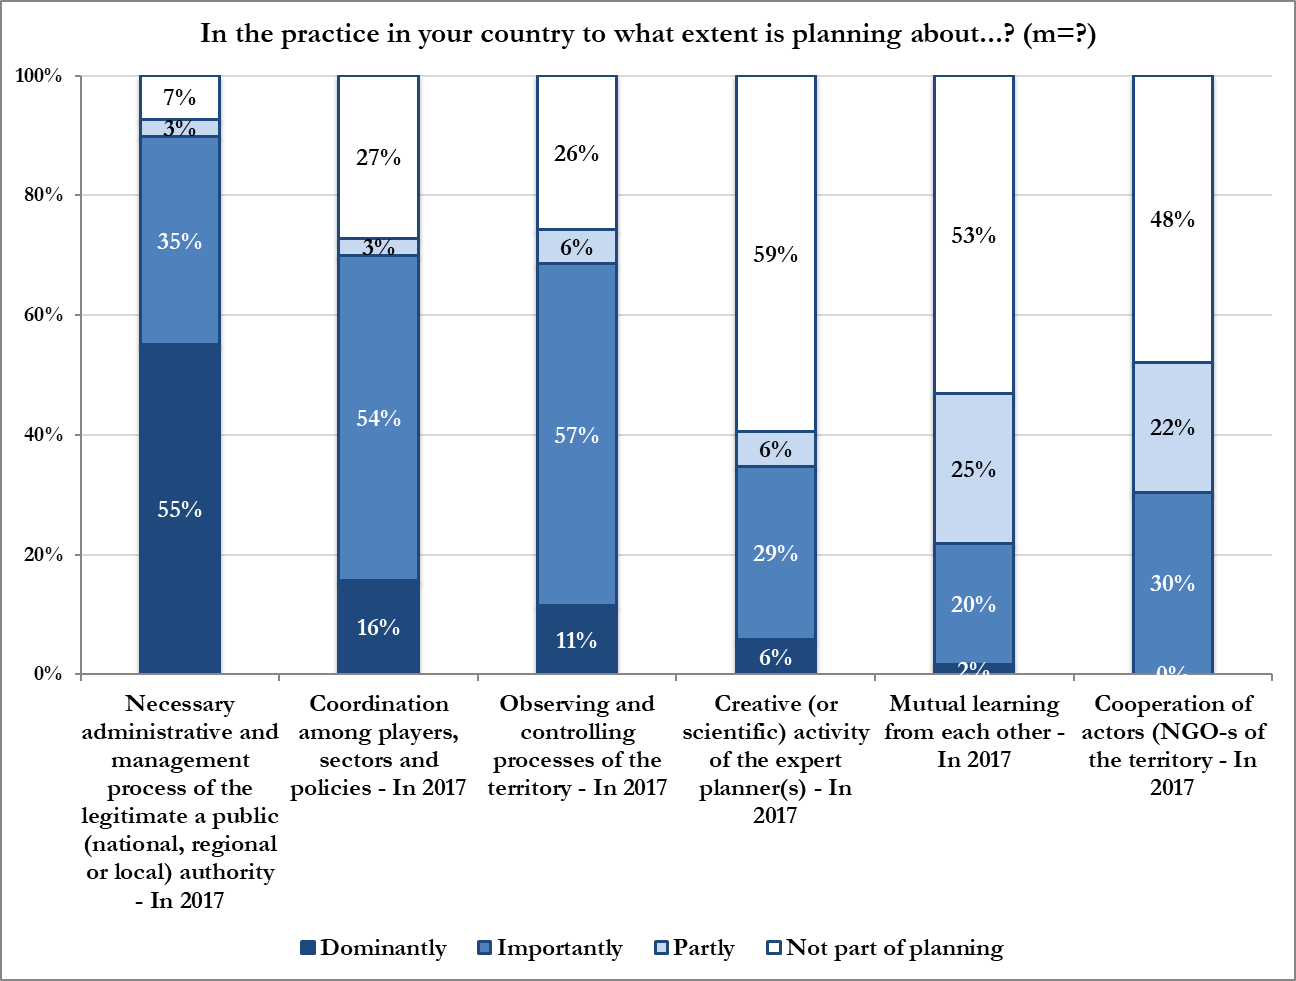 In the practice in your country to what extent is planning about...? (m=?)
100%
80%
60%
40%
20%
0%
7%
3%
35%
55%
27%
3%
54%
16%
26%
6%
57%
11%
59%
6%
29%
6%
53%
25%
20%
2%
48%
22%
30%
0%
Necessary
administrative and
management
process of the
legitimate a public
(national, regional
or local) authority
- In 2017
Coordination
among players,
sectors and
policies - In 2017
Observing and
controlling
processes of the
territory - In 2017
Creative (or
scientific) activity
of the expert
planner(s) - In
2017
Mutual learning
from each other -
In 2017
Cooperation of
actors (NGO-s of
the territory - In
2017
Dominantly
Importantly
Partly
Not part of planning